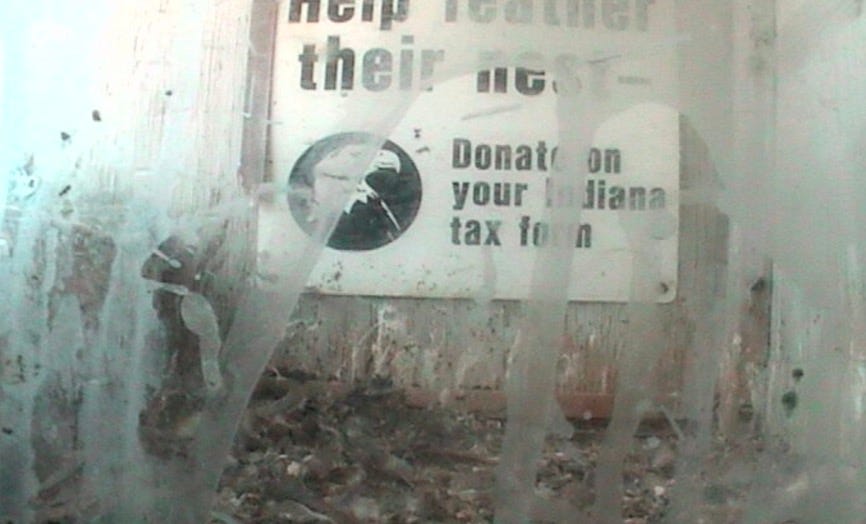 Help feather
their nest-
Donate on
your Indiana
tax form